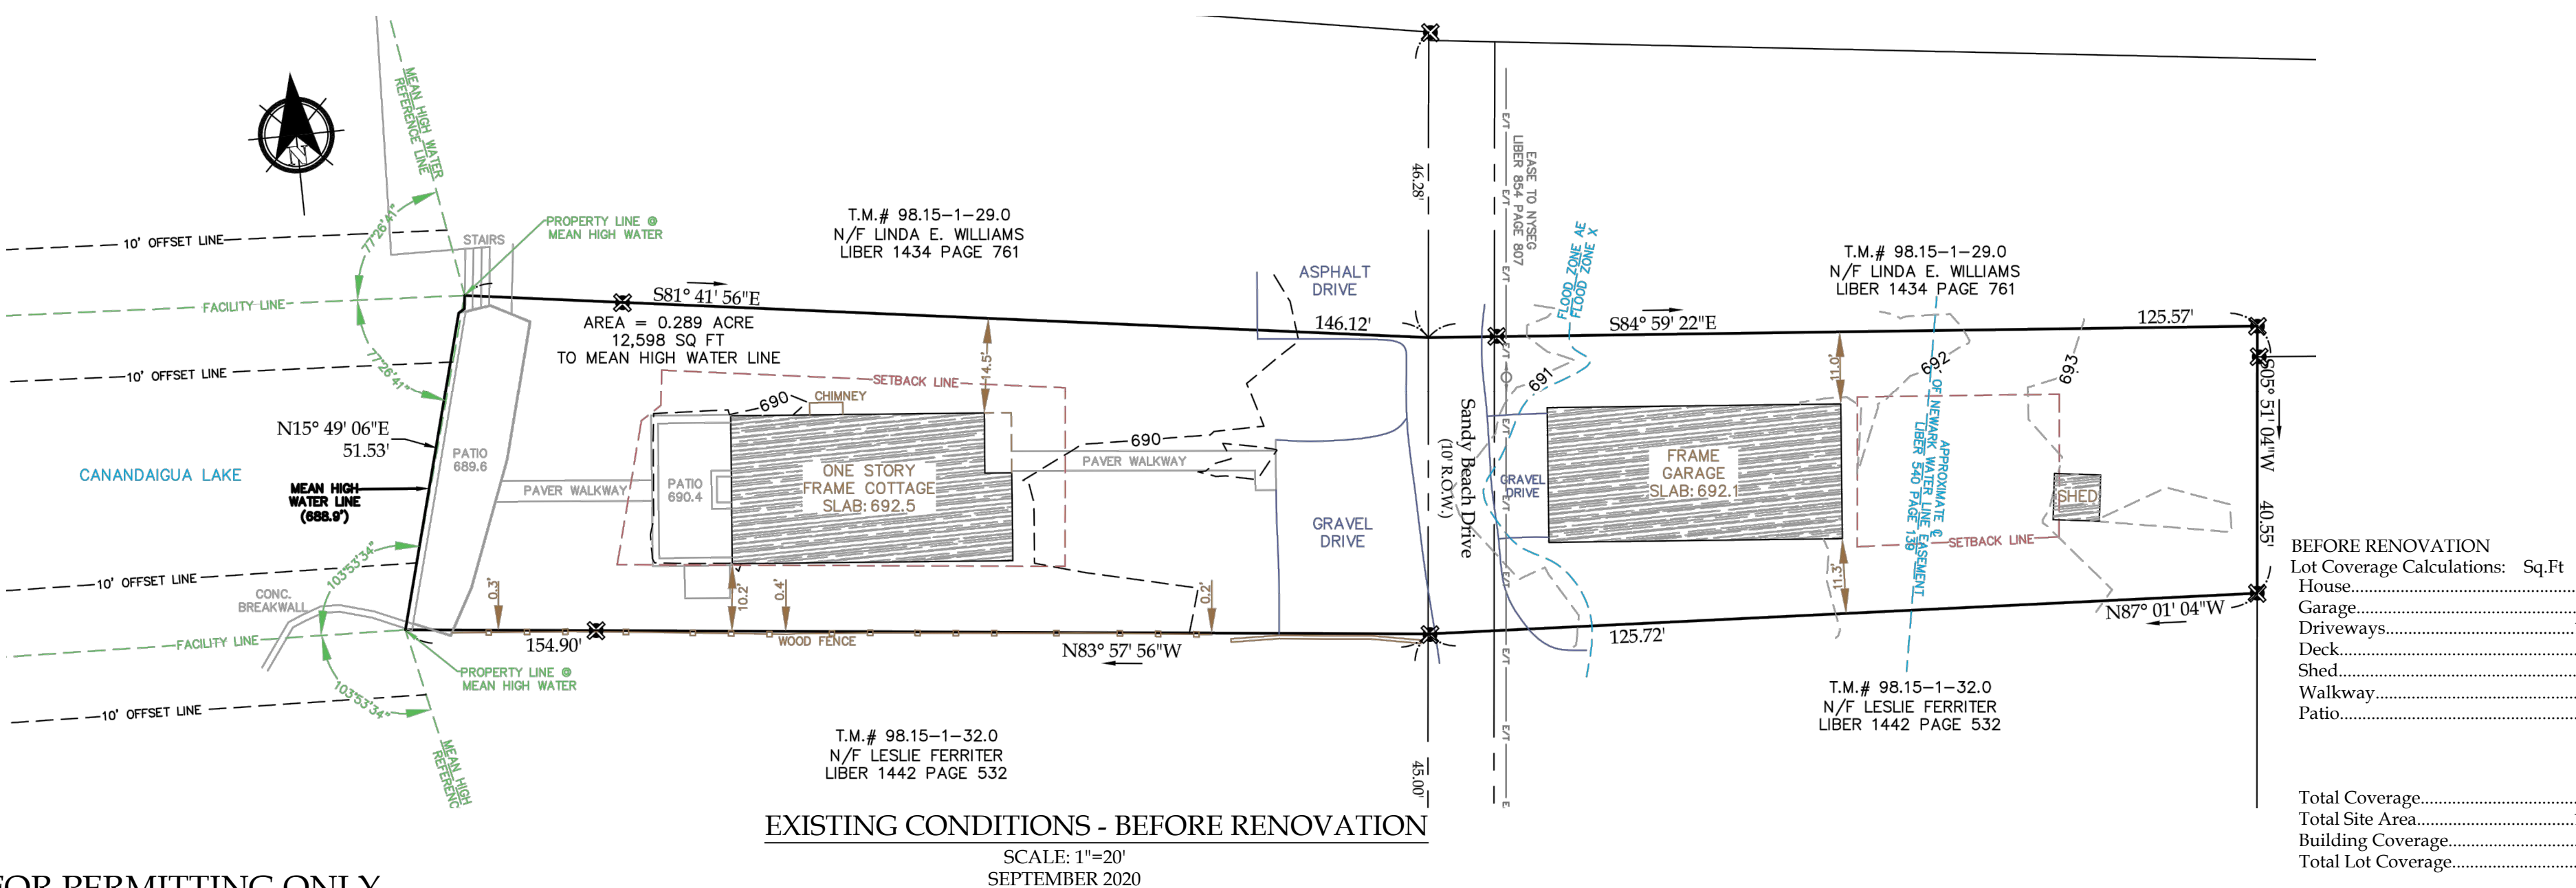 MEAN HIGH WATER
REFERENCE LINE
N
10' OFFSET LINE
77°26'41"
STAIRS
PROPERTY LINE @
MEAN HIGH WATER
FACILITY LINE
10' OFFSET LINE
77°26'41"
T.M.# 98.15-1-29.0
N/F LINDA E. WILLIAMS
LIBER 1434 PAGE 761
S81° 41' 56"E
AREA = 0.289 ACRE
12,598 SQ FT
TO MEAN HIGH WATER LINE
146.12'
14.5'
SETBACK LINE
CHIMNEY
690
N15° 49' 06"E
51.53'
CANANDAIGUA LAKE
MEAN HIGH
WATER LINE
(688.9')
PATIO
689.6
PAVER WALKWAY
PATIO
690.4
ONE STORY
FRAME COTTAGE
SLAB: 692.5
690
PAVER WALKWAY
ASPHALT
DRIVE
GRAVEL
DRIVE
46.28'
Sandy Beach Drive
(10' R.O.W.)
45.00'
E/T
E/T
E/T
E/T
E/T
E/T
E/T
EASE TO NYSEG
LIBER 854 PAGE 807
FLOOD ZONE AE
FLOOD ZONE X
691
GRAVEL
DRIVE
T.M.# 98.15-1-29.0
N/F LINDA E. WILLIAMS
LIBER 1434 PAGE 761
S84° 59' 22"E
125.57'
11.0'
FRAME
GARAGE
SLAB: 692.1
11.3'
692
693
APPROXIMATE ℄
OF NEWARK WATER LINE EASEMENT
LIBER 540 PAGE 139
SETBACK LINE
SHED
S05° 51' 04"W
40.55'
N87° 01' 04"W
125.72'
T.M.# 98.15-1-32.0
N/F LESLIE FERRITER
LIBER 1442 PAGE 532
10' OFFSET LINE
103°53'34"
CONC.
BREAKWALL
FACILITY LINE
10' OFFSET LINE
103°53'34"
PROPERTY LINE @
MEAN HIGH WATER
MEAN HIGH
REFERENC
0.3'
154.90'
10.2'
0.4'
WOOD FENCE
0.2'
N83° 57' 56"W
T.M.# 98.15-1-32.0
N/F LESLIE FERRITER
LIBER 1442 PAGE 532
EXISTING CONDITIONS - BEFORE RENOVATION
SCALE: 1"=20'
SEPTEMBER 2020
FOR PERMITTING ONLY
BEFORE RENOVATION
Lot Coverage Calculations: Sq.Ft
House
Garage
Driveways
Deck
Shed
Walkway
Patio
Total Coverage
Total Site Area
Building Coverage
Total Lot Coverage